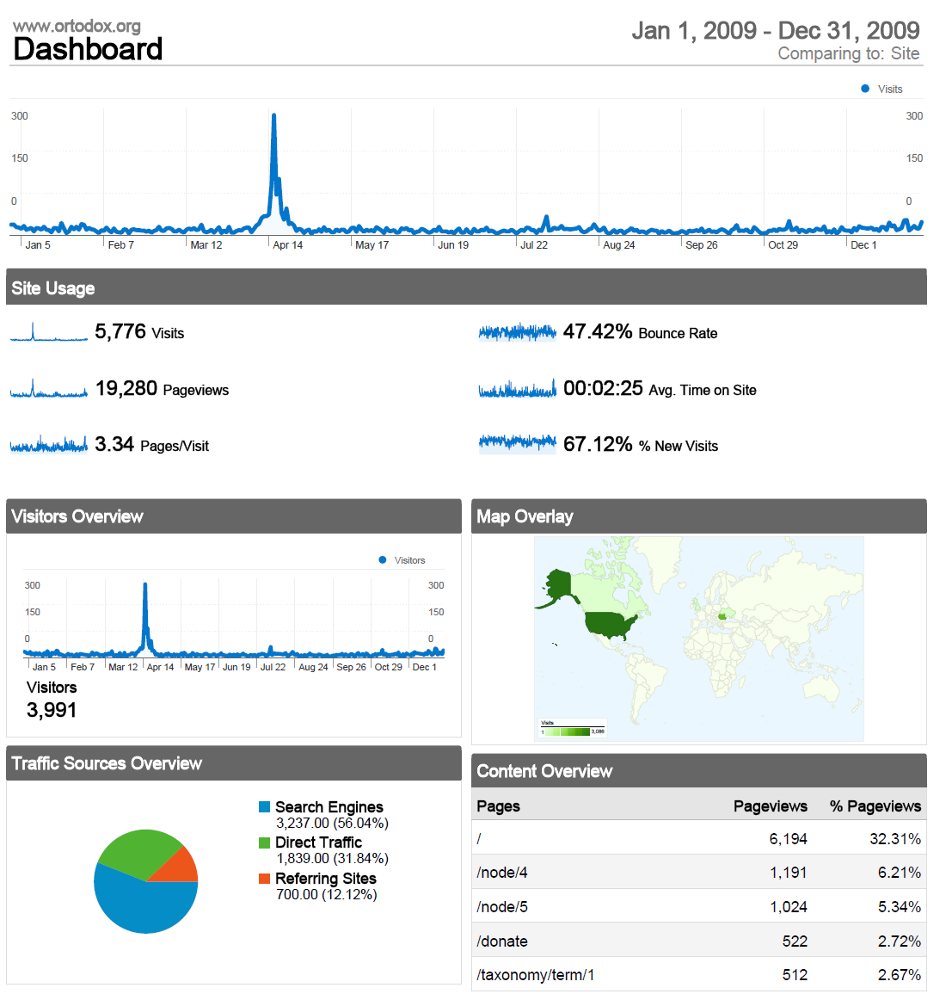 www.ortodox.org
Dashboard
Jan 1, 2009 - Dec 31, 2009
Comparing to: Site
Visits
300 300
150 150
0 0
Jan 5 Feb 7 Mar 12 Apr 14 May 17 Jun 19 Jul 22 Aug 24 Sep 26 Oct 29 Dec 1
Site Usage
5,776 Visits
47.42% Bounce Rate
19,280 Pageviews
00:02:25 Avg. Time on Site
3.34 Pages/Visit
67.12% % New Visits
Visitors Overview
Visitors
300 300
150 150
0 0
Jan 5 Feb 7 Mar 12 Apr 14 May 17 Jun 19 Jul 22 Aug 24 Sep 26 Oct 29 Dec 1
Visitors
3,991
Map Overlay
Visits
1 3,086
Traffic Sources Overview
Search Engines
3,237.00 (56.04%)
Direct Traffic
1,839.00 (31.84%)
Referring Sites
700.00 (12.12%)
Content Overview
Pages Pageviews % Pageviews
/ 6,194 32.31%
/node/4 1,191 6.21%
/node/5 1,024 5.34%
/donate 522 2.72%
/taxonomy/term/1 512 2.67%